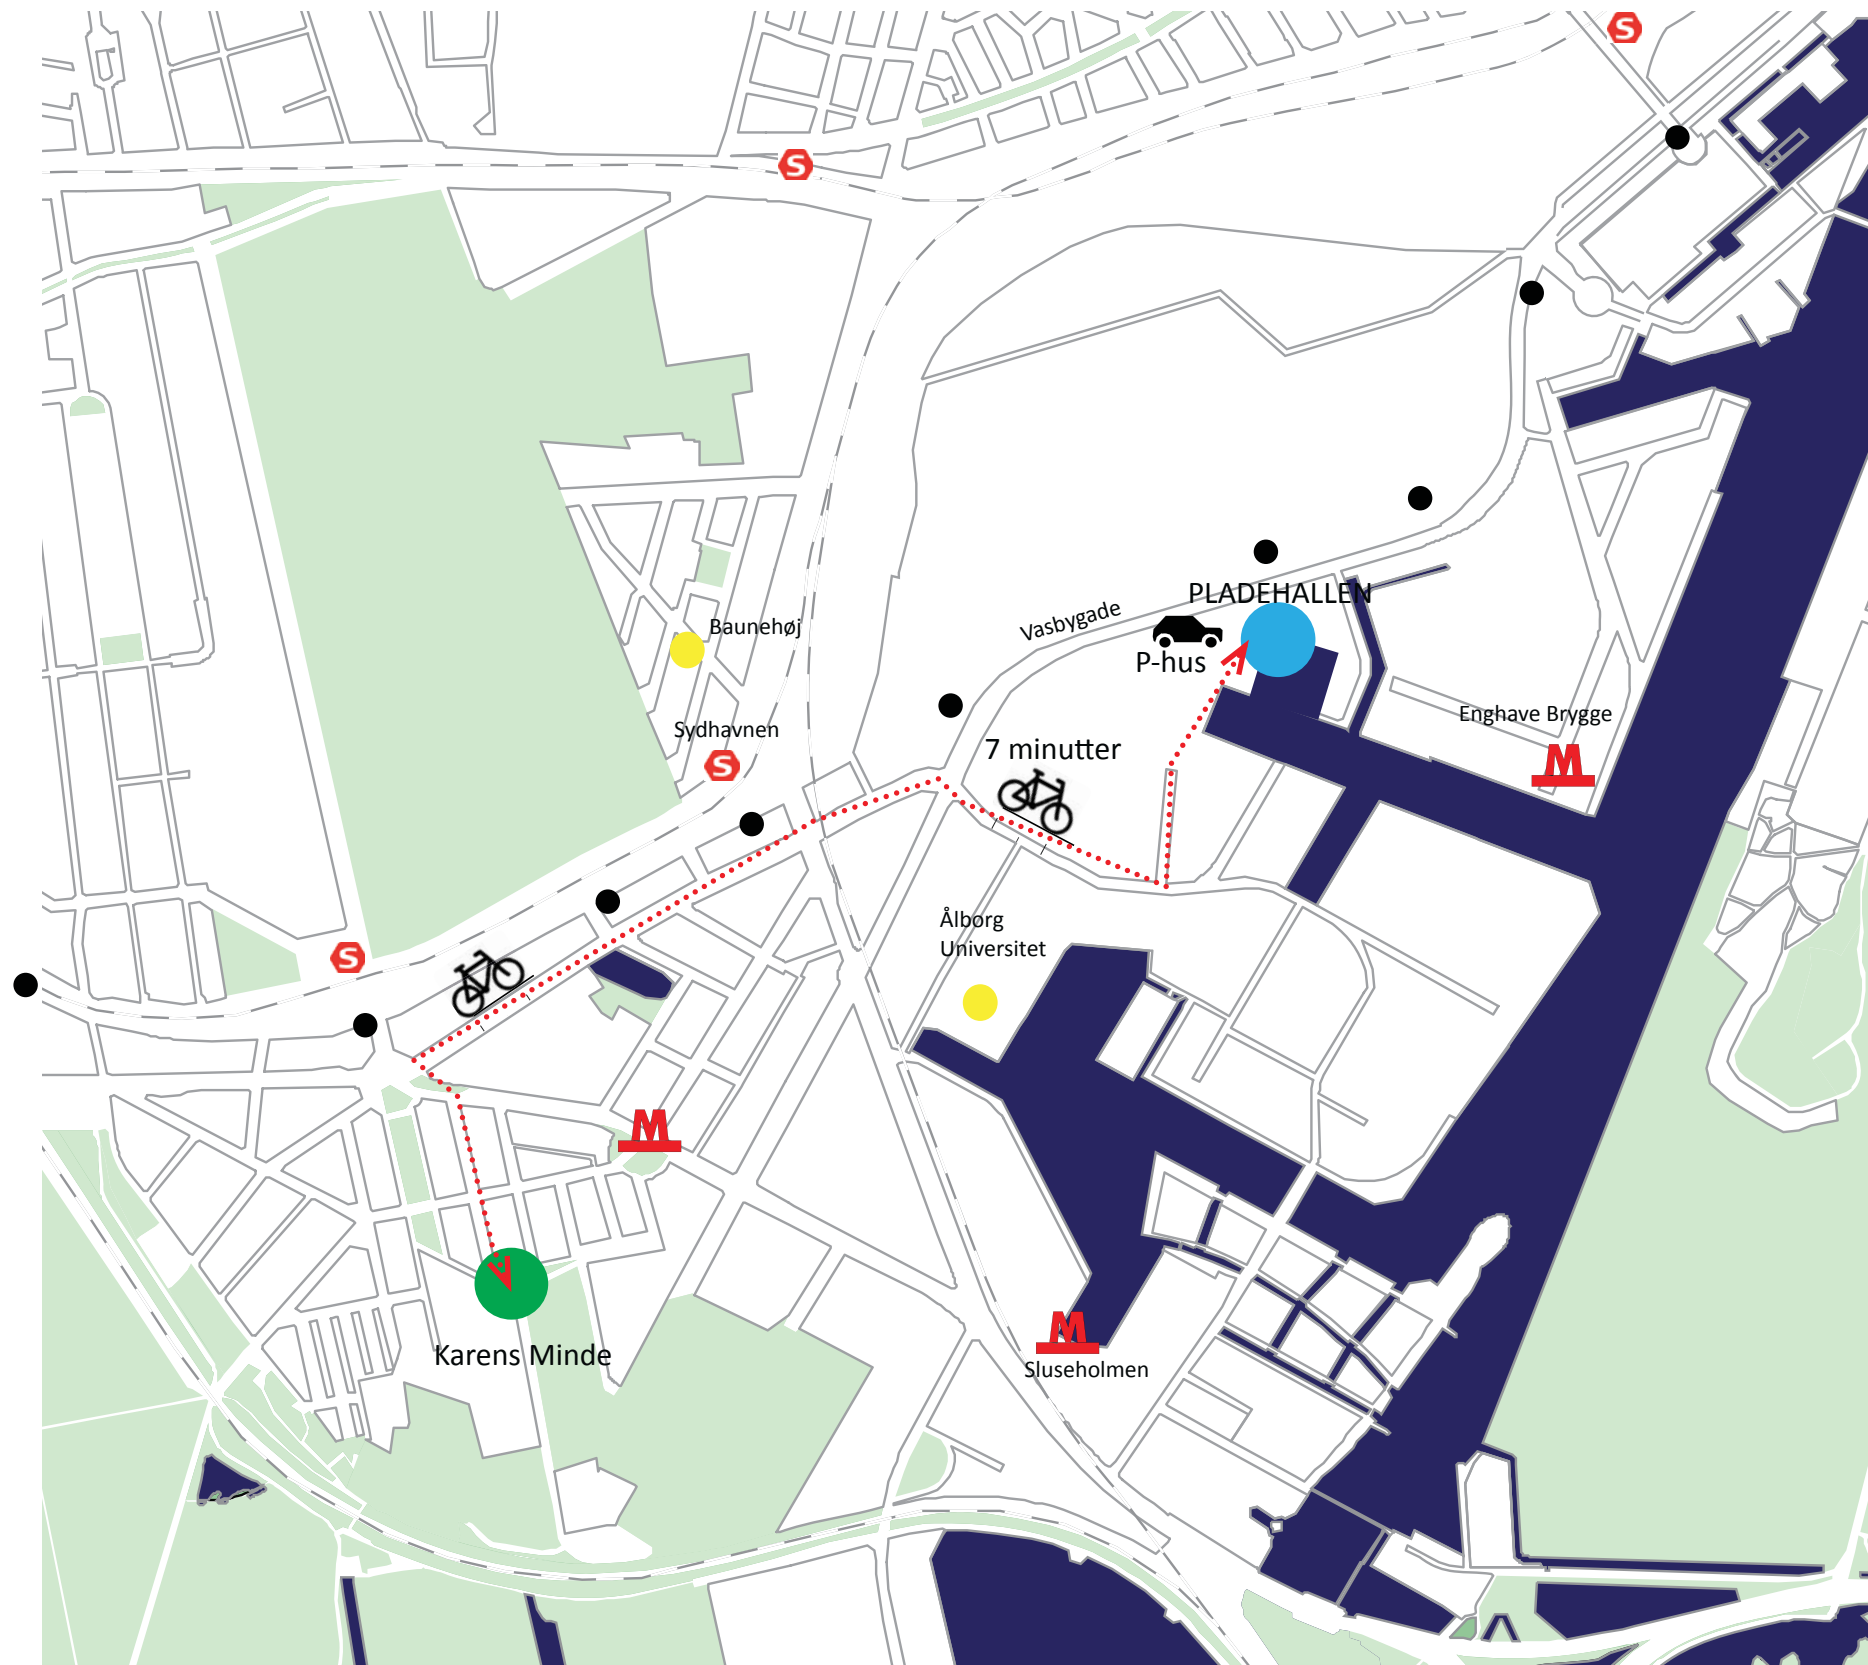 S
S
PLADEHALLEN
Vasbygade
Baunehøj
P-hus
Enghave Brygge
M
Sydhavnen
S
7 minutter
Ålborg
Universitet
S
M
Karens Minde
M
Sluseholmen